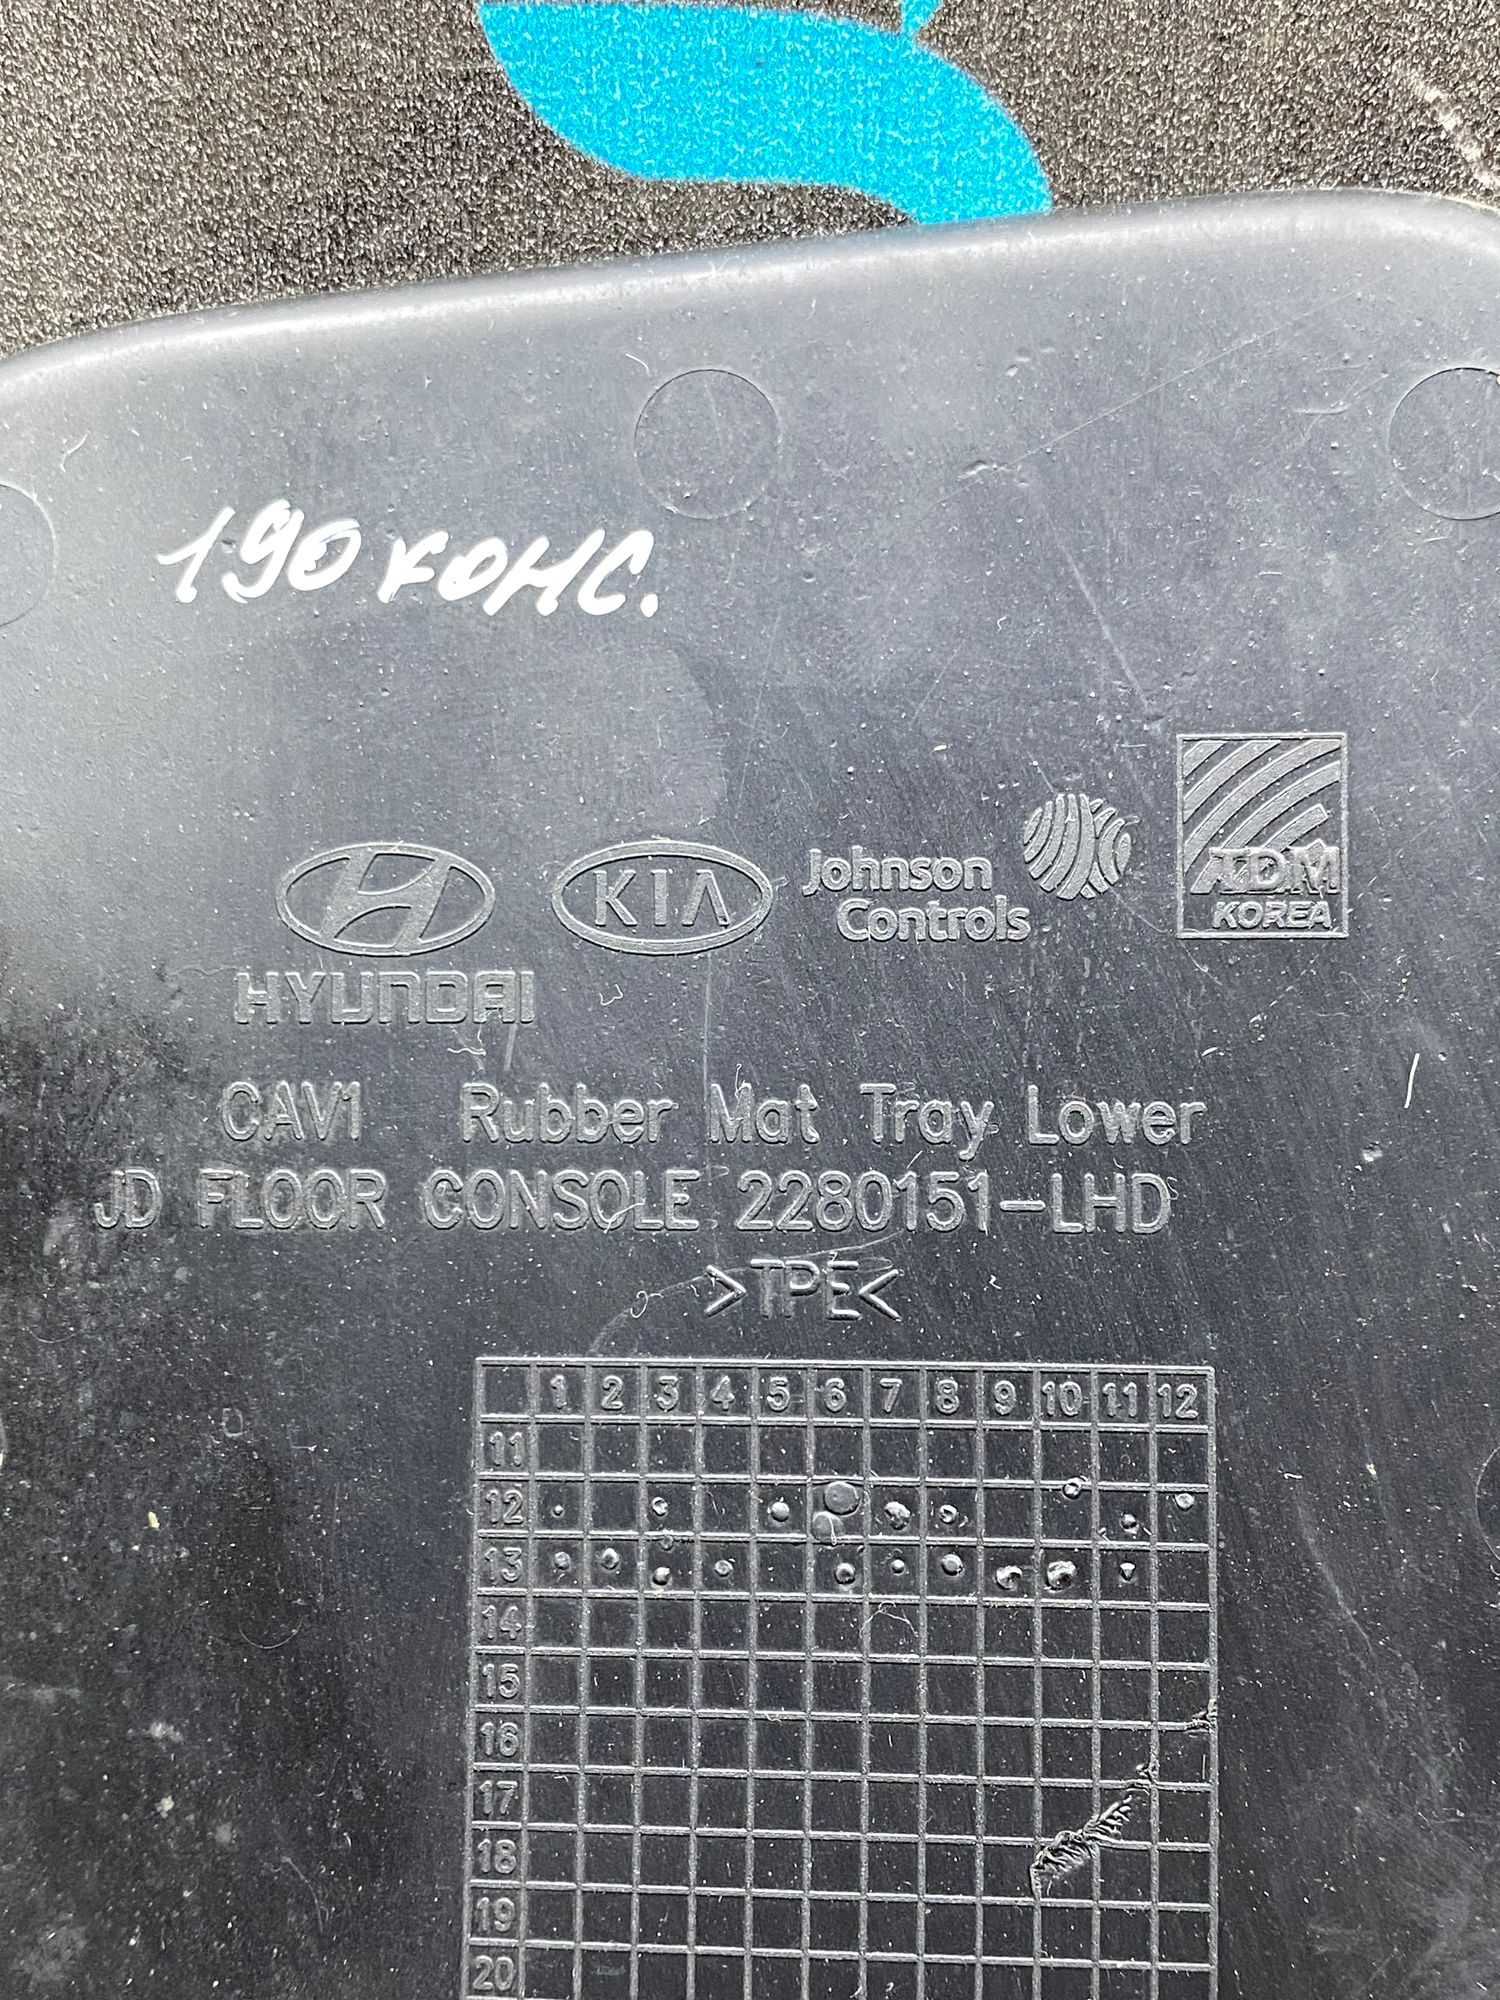 190 конс.
KIA
Johnson
Controls
TDM
KOREA
HYUNDAI
CAV1 Rubber Mat Tray Lower
JD FLOOR CONSOLE 2280151-LHD
>TPE<
1 2 3 4 5 6 7 8 9 10 11 12
11
12
13
14
15
16
17
18
19
20